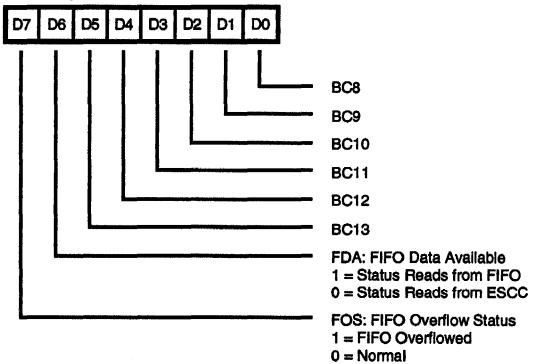 D7 D6 D5 D4 D3 D2 D1 D0
BC8
BC9
BC10
BC11
BC12
BC13
FDA: FIFO Data Available
1 = Status Reads from FIFO
0 = Status Reads from ESCC
FOS: FIFO Overflow Status
1 = FIFO Overflowed
0 = Normal